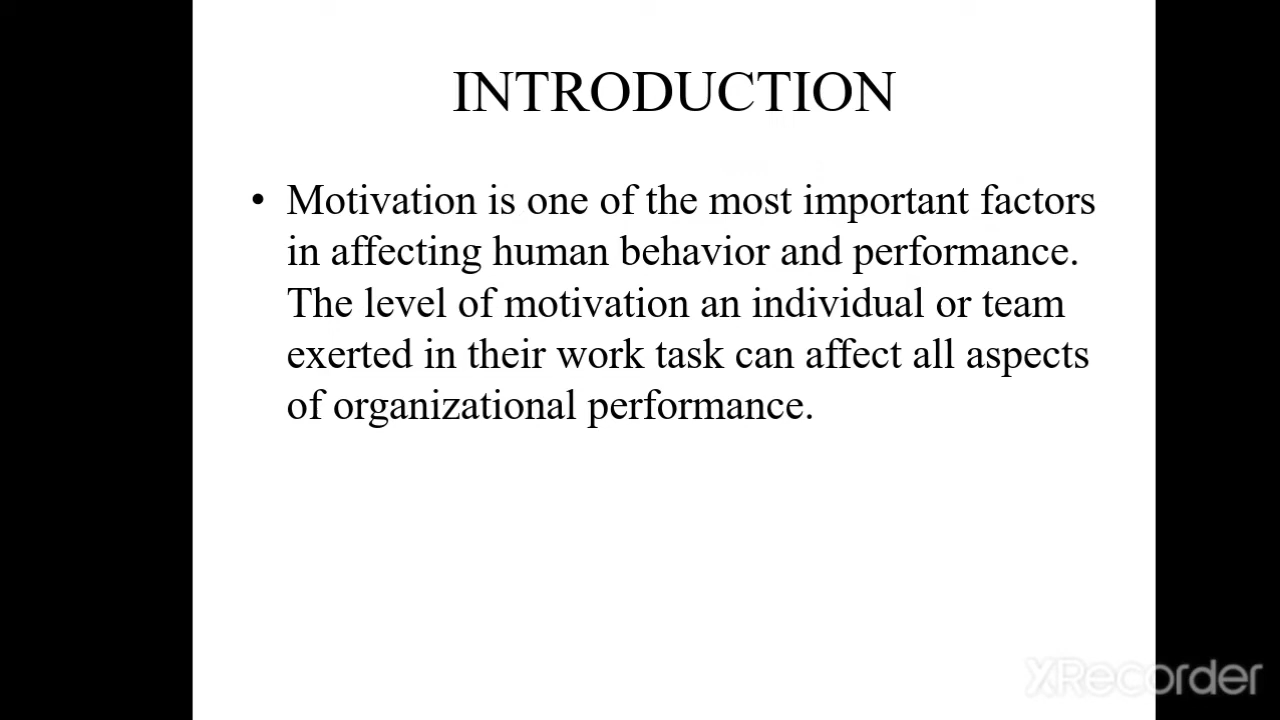 INTRODUCTION
• Motivation is one of the most important factors
in affecting human behavior and performance.
The level of motivation an individual or team
exerted in their work task can affect all aspects
of organizational performance.
XRecorder